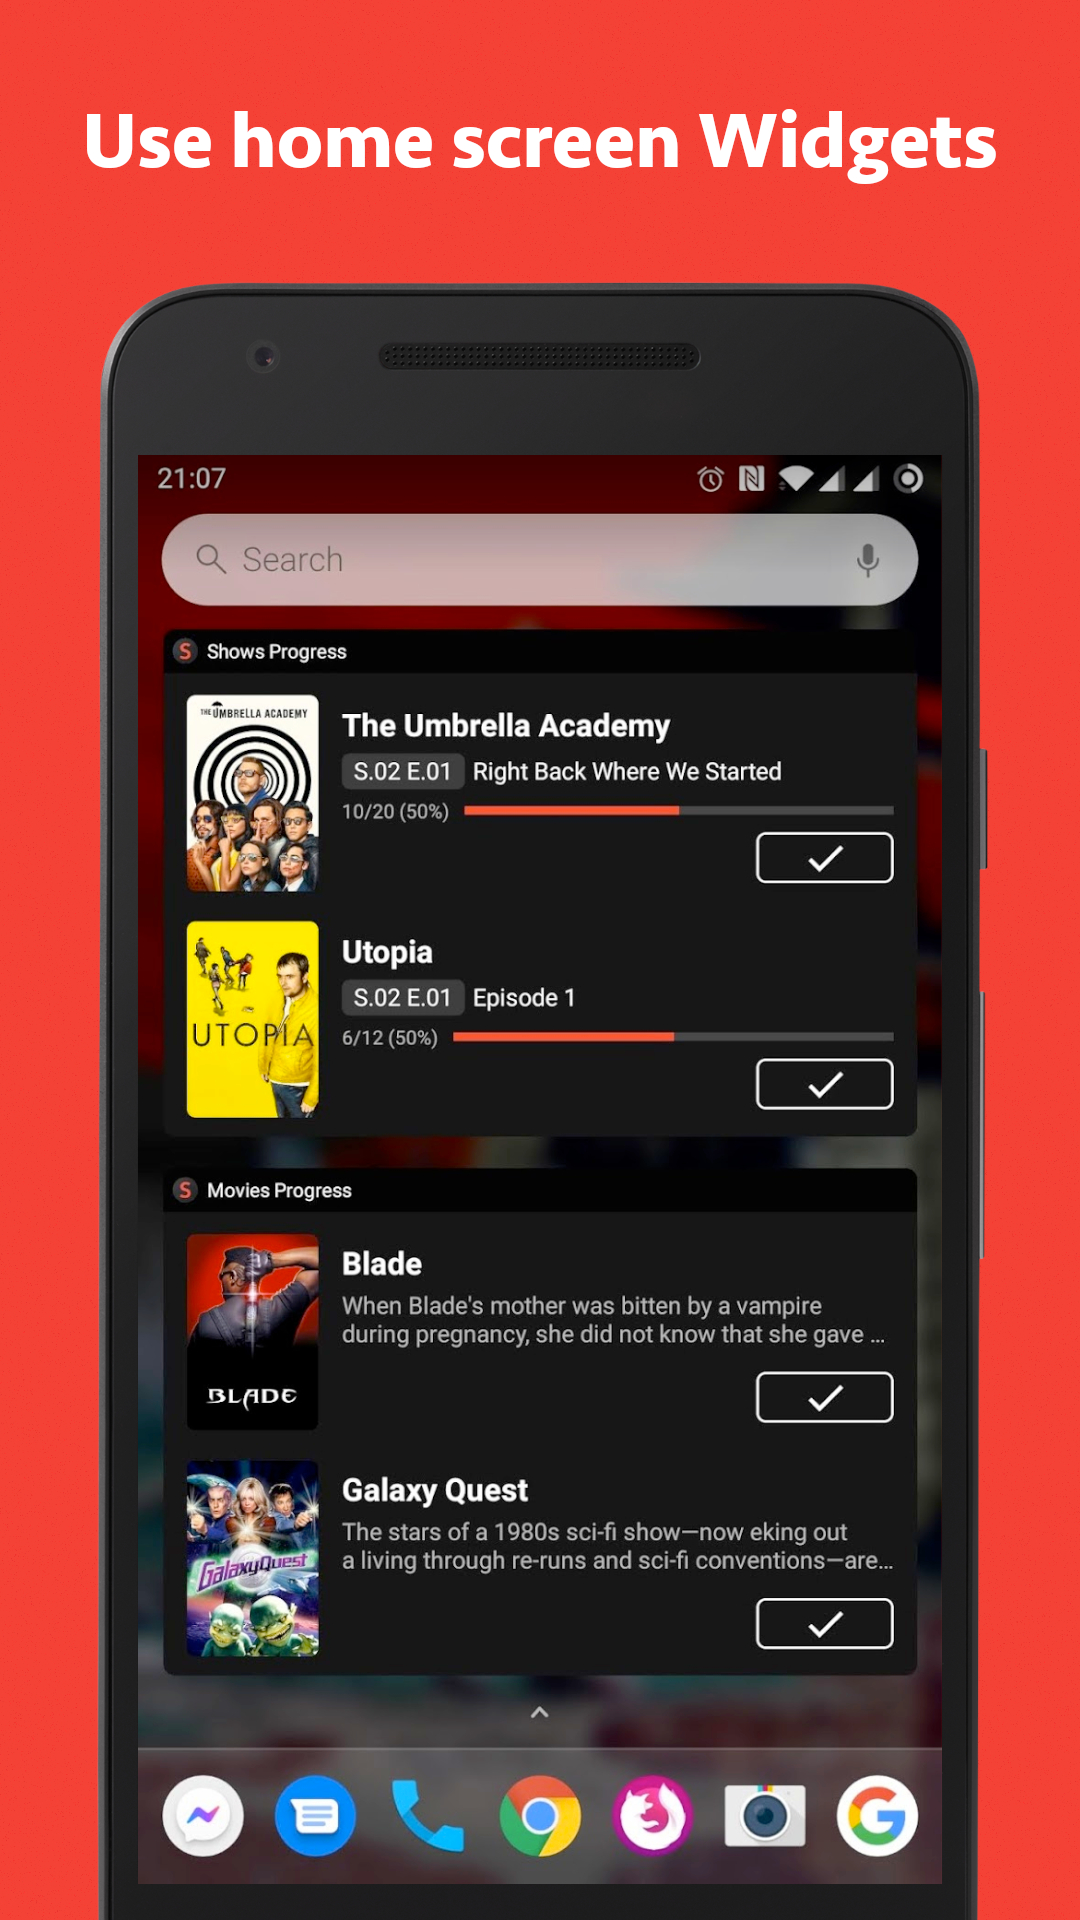 Use home screen Widgets
21:07
Search
S Shows Progress
THE UMBRELLA ACADEMY
The Umbrella Academy
S.02 E.01 Right Back Where We Started
10/20 (50%)
UTOPIA
Utopia
S.02 E.01 Episode 1
6/12 (50%)
S Movies Progress
BLADE
Blade
When Blade's mother was bitten by a vampire
during pregnancy, she did not know that she gave ...
GalaxyQuest
Galaxy Quest
The stars of a 1980s sci-fi show—now eking out
a living through re-runs and sci-fi conventions—are...